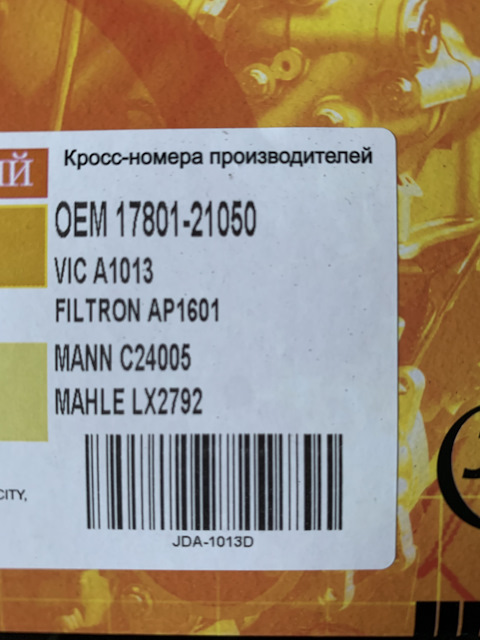 ИЙ
Кросс-номера производителей
OEM 17801-21050
VIC A1013
FILTRON AP1601
MANN C24005
MAHLE LX2792
CITY,
JDA-1013D